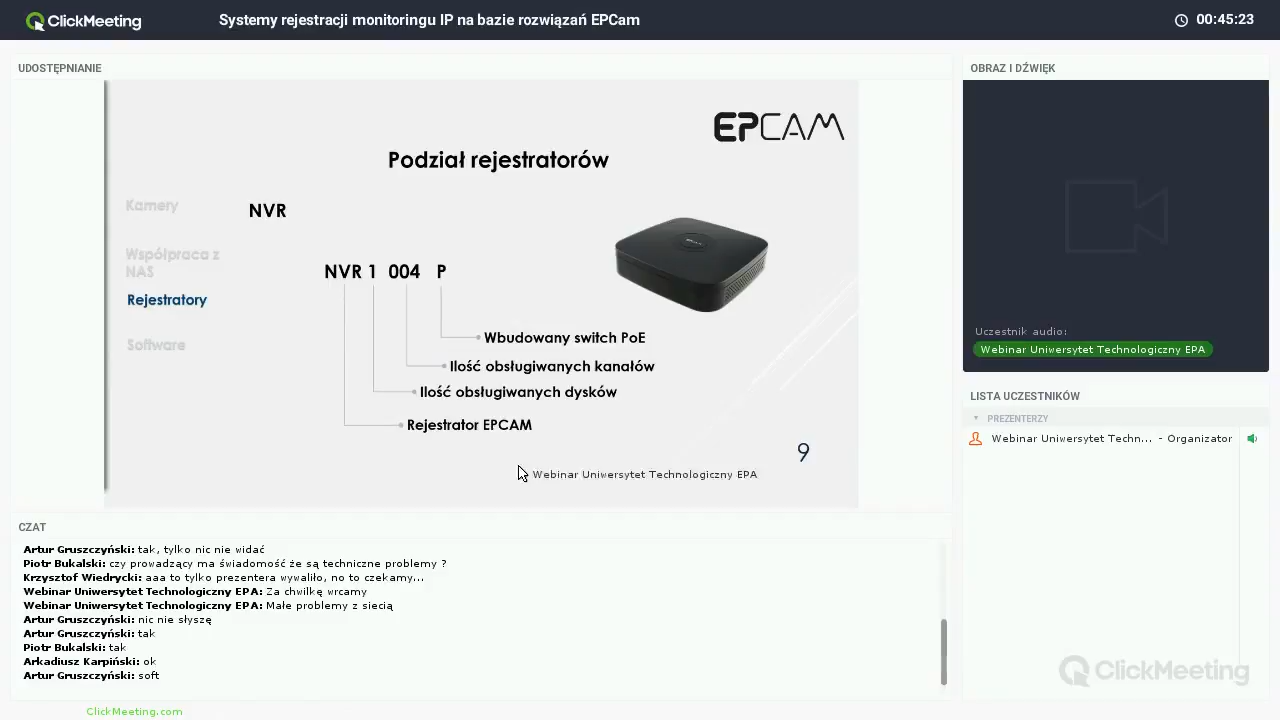 ClickMeeting
Systemy rejestracji monitoringu IP na bazie rozwiązań EPCam
00:45:23
UDOSTĘPNIANIE
EPCAM
Podział rejestratorów
Kamery
NVR
Współpraca z
NAS
Rejestratory
Software
NVR 1 004 P
Wbudowany switch PoE
Ilość obsługiwanych kanałów
Ilość obsługiwanych dysków
Rejestrator EPCAM
9
Webinar Uniwersytet Technologiczny EPA
OBRAZ I DŹWIĘK
Uczestnik audio:
Webinar Uniwersytet Technologiczny EPA
LISTA UCZESTNIKÓW
PREZENTERZY
Webinar Uniwersytet Techn... - Organizator
CZAT
Artur Gruszczyński: tak, tylko nic nie widać
Piotr Bukalski: czy prowadzący ma świadomość że są techniczne problemy ?
Krzysztof Wiedrycki: aaa to tylko prezentera wywaliło, no to czekamy...
Webinar Uniwersytet Technologiczny EPA: Za chwilkę wrcamy
Webinar Uniwersytet Technologiczny EPA: Małe problemy z siecią
Artur Gruszczyński: nic nie słyszę
Artur Gruszczyński: tak
Piotr Bukalski: tak
Arkadiusz Karpiński: ok
Artur Gruszczyński: soft
ClickMeeting
ClickMeeting.com